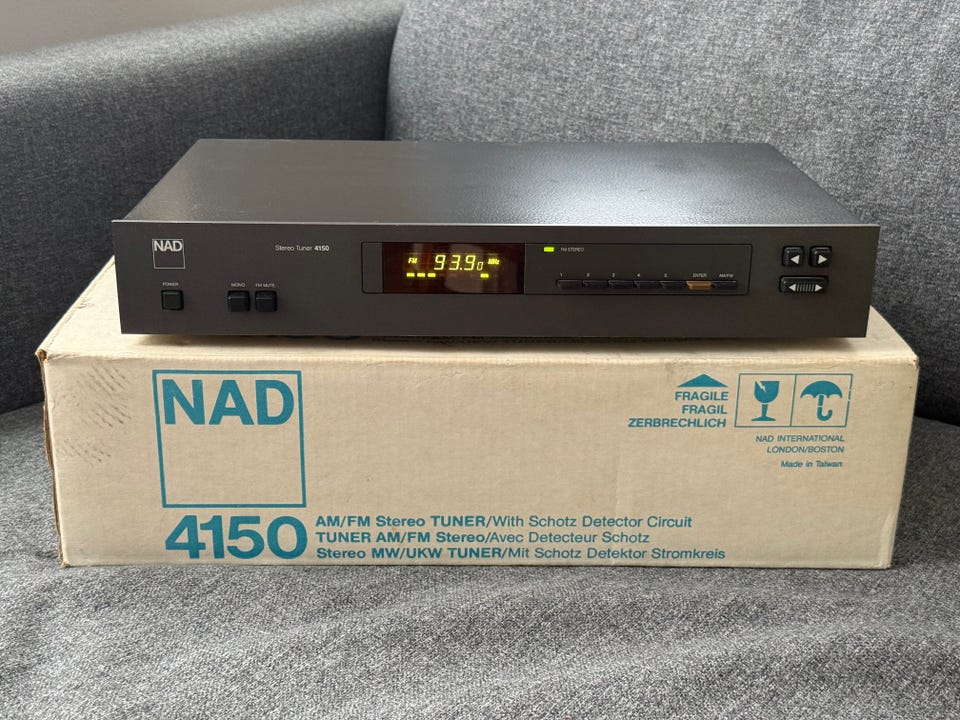 NAD
Stereo Tuner 4150
POWER
MONO
FM MUTE
FM 93.90 MHz
FM STEREO
1 2 3 4 5 ENTER AM/FM
NAD
4150
AM/FM Stereo TUNER/With Schotz Detector Circuit
TUNER AM/FM Stereo/Avec Detecteur Schotz
Stereo MW/UKW TUNER/Mit Schotz Defektor Stromkreis
FRAGILE
FRAGIL
ZERBRECHLICH
NAD INTERNATIONAL
LONDON/BOSTON
Made in Taiwan